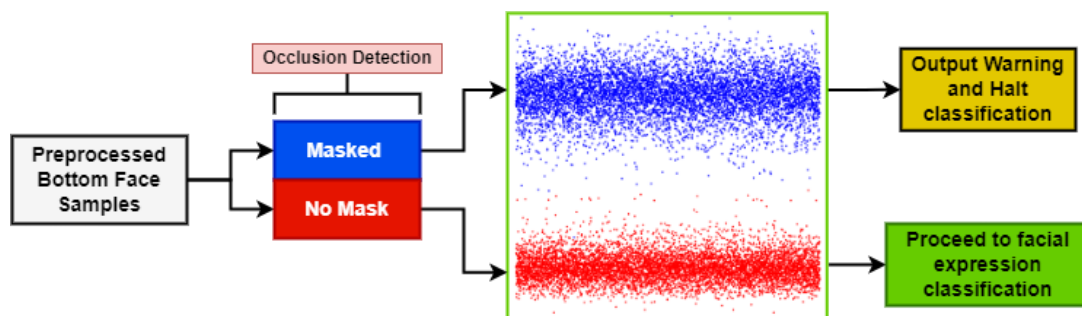 Preprocessed
Bottom Face
Samples
Occlusion Detection
Masked
No Mask
Output Warning
and Halt
classification
Proceed to facial
expression
classification